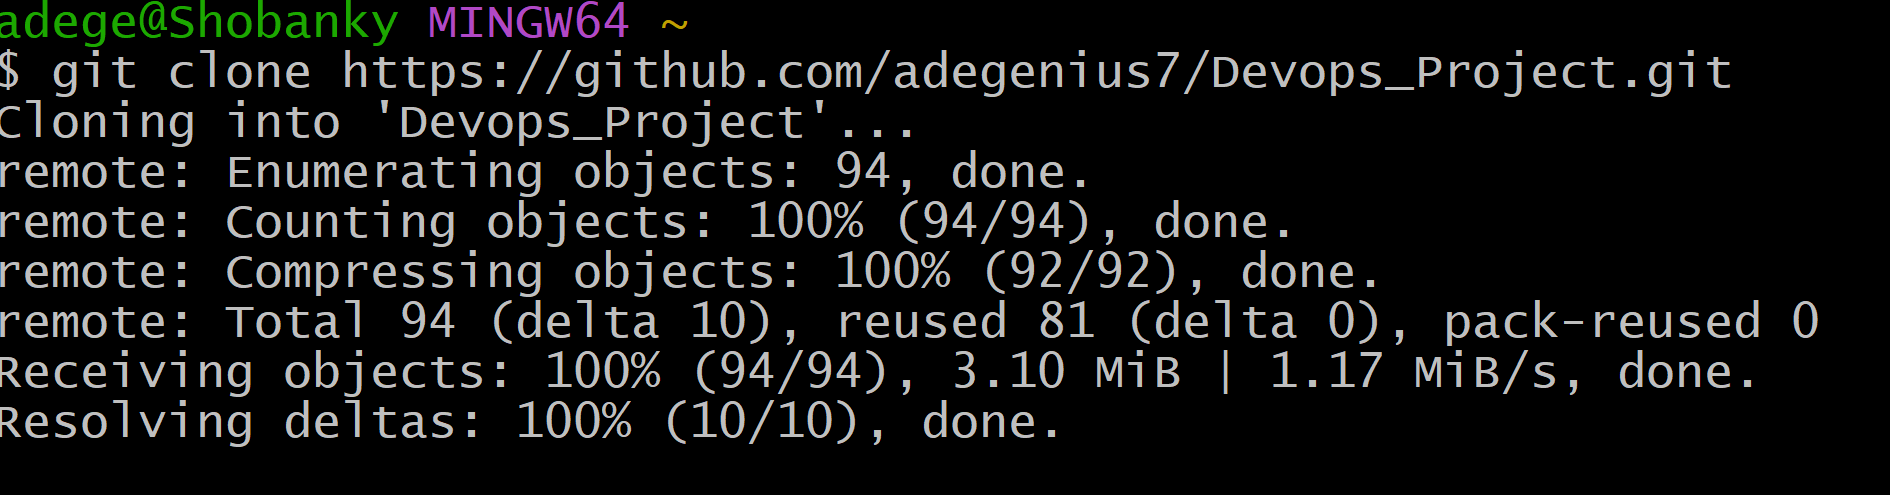 adege@Shobanky MINGW64 ~
$ git clone https://github.com/adegenius7/Devops_Project.git
Cloning into 'Devops_Project'...
remote: Enumerating objects: 94, done.
remote: Counting objects: 100% (94/94), done.
remote: Compressing objects: 100% (92/92), done.
remote: Total 94 (delta 10), reused 81 (delta 0), pack-reused 0
Receiving objects: 100% (94/94), 3.10 MiB | 1.17 MiB/s, done.
Resolving deltas: 100% (10/10), done.